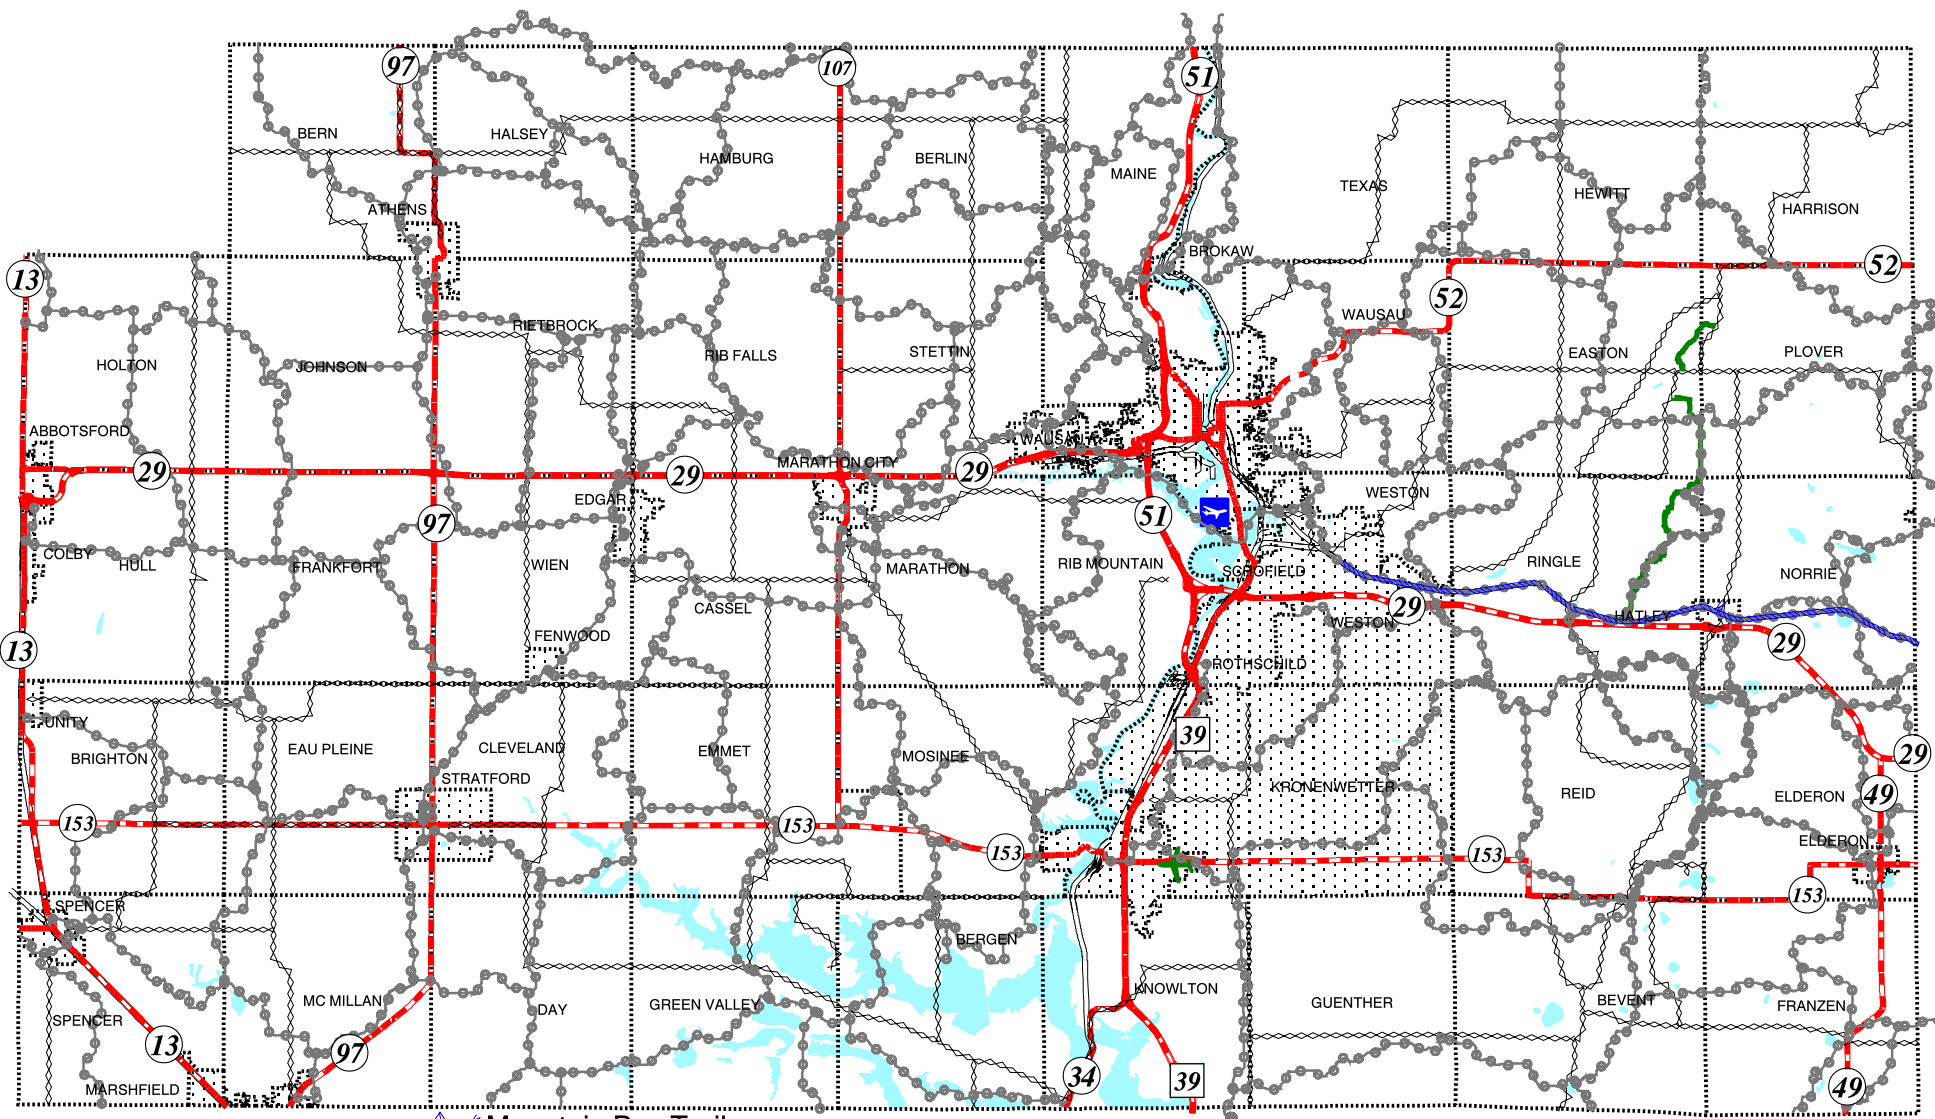 97
107
51
BERN
HALSEY
HAMBURG
BERLIN
MAINE
TEXAS
HEWITT
HARRISON
ATHENS
BROKAW
13
52
52
RIETBROCK
WAUSAU
HOLTON
JOHNSON
RIB FALLS
STETTIN
EASTON
PLOVER
ABBOTSFORD
WAUSAU
29
29
MARATHON CITY
29
EDGAR
WESTON
97
51
COLBY
HULL
FRANKFORT
WIEN
MARATHON
RIB MOUNTAIN
SCHOFIELD
RINGLE
NORRIE
CASSEL
29
HATLEY
WESTON
FENWOOD
13
29
ROTHSCHILD
UNITY
BRIGHTON
EAU PLEINE
CLEVELAND
EMMET
MOSINEE
39
29
STRATFORD
KRONENWETTER
REID
ELDERON
49
153
153
153
153
ELDERON
153
SPENCER
BERGEN
MC MILLAN
DAY
GREEN VALLEY
KNOWLTON
GUENTHER
BEVENT
FRANZEN
SPENCER
13
97
34
39
49
MARSHFIELD